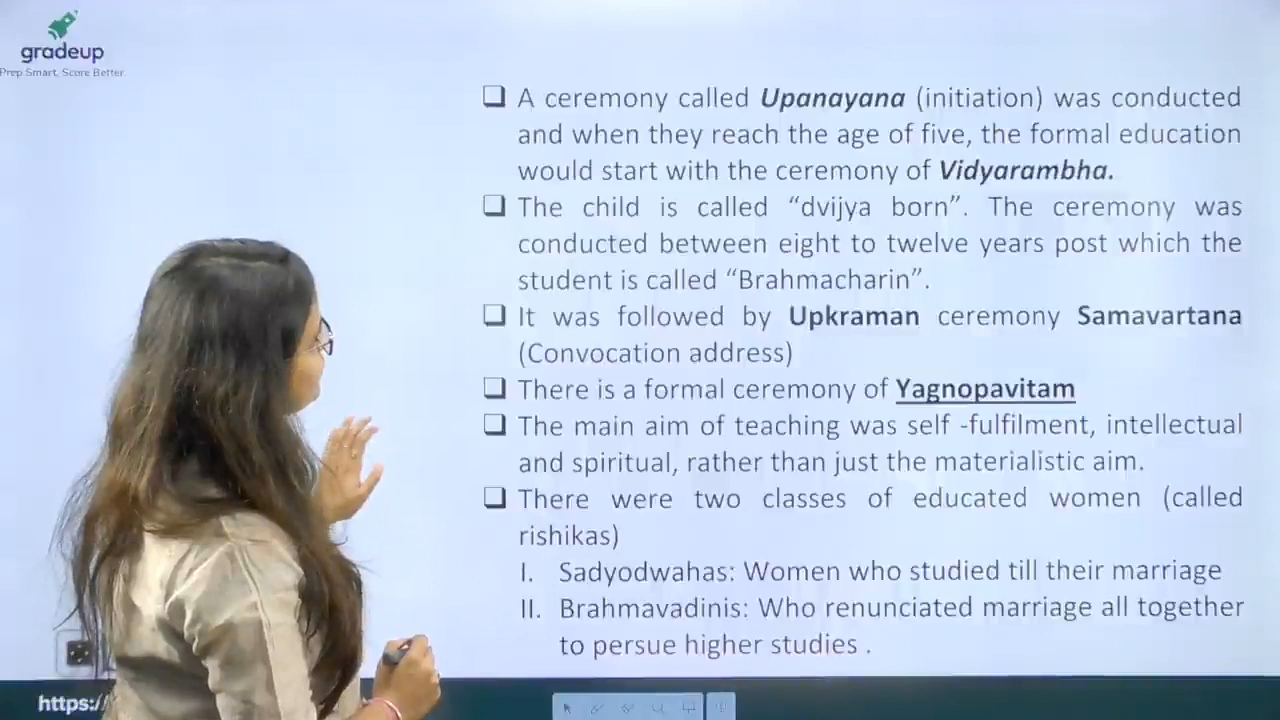 gradeup
Prep Smart, Score Better
❑ A ceremony called Upanayana (initiation) was conducted
and when they reach the age of five, the formal education
would start with the ceremony of Vidyarambha.
❑ The child is called “dvijya born”. The ceremony was
conducted between eight to twelve years post which the
student is called “Brahmacharin”.
❑ It was followed by Upkraman ceremony Samavartana
(Convocation address)
❑ There is a formal ceremony of Yagnopavitam
❑ The main aim of teaching was self -fulfilment, intellectual
and spiritual, rather than just the materialistic aim.
❑ There were two classes of educated women (called
rishikas)
I. Sadyodwahas: Women who studied till their marriage
II. Brahmavadinis: Who renunciated marriage all together
to persue higher studies .
https:/